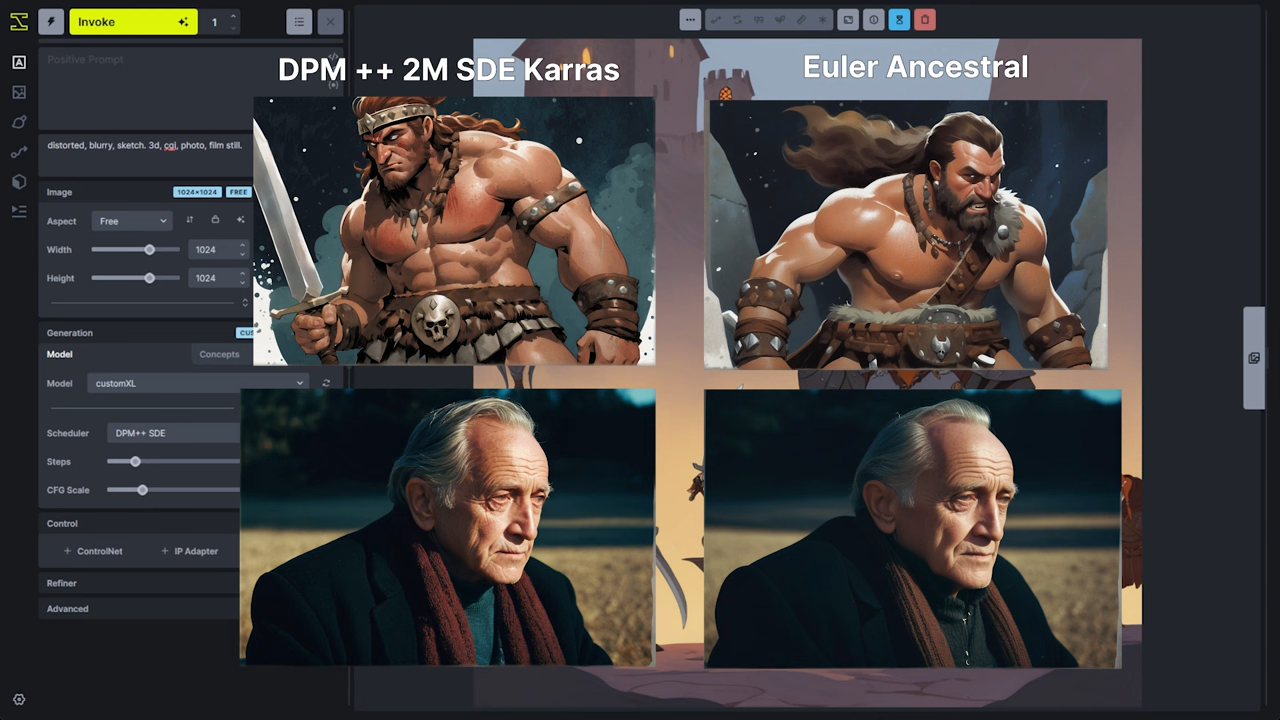 Invoke
1
Positive Prompt
DPM ++ 2M SDE Karras
Euler Ancestral
distorted, blurry, sketch. 3d, cgi, photo, film still.
Image
1024×1024
FREE
Aspect
Free
Width
1024
Height
1024
Generation
Model
Concepts
Model
customXL
Scheduler
DPM++ SDE
Steps
CFG Scale
Control
+ ControlNet
+ IP Adapter
Refiner
Advanced